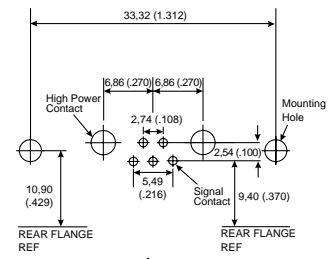 33,32 (1.312)
6,86 (.270)
6,86 (.270)
High Power
Contact
Mounting
Hole
2,74 (.108)
2,54 (.100)
5,49
(.216)
Signal
Contact
10,90
(.429)
9,40 (.370)
REAR FLANGE
REF
REAR FLANGE
REF